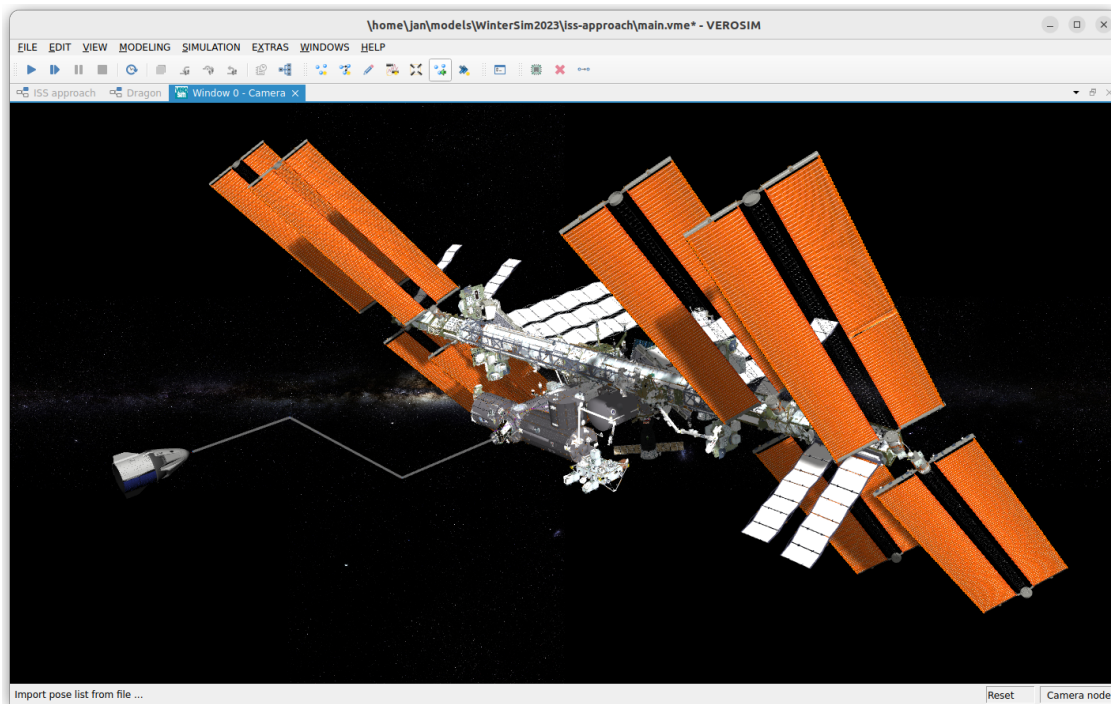 \home\jan\models\WinterSim2023\iss-approach\main.vme* - VEROSIM
FILE EDIT VIEW MODELING SIMULATION EXTRAS WINDOWS HELP
ISS approach Dragon Window 0 - Camera
Import pose list from file ... Reset Camera node